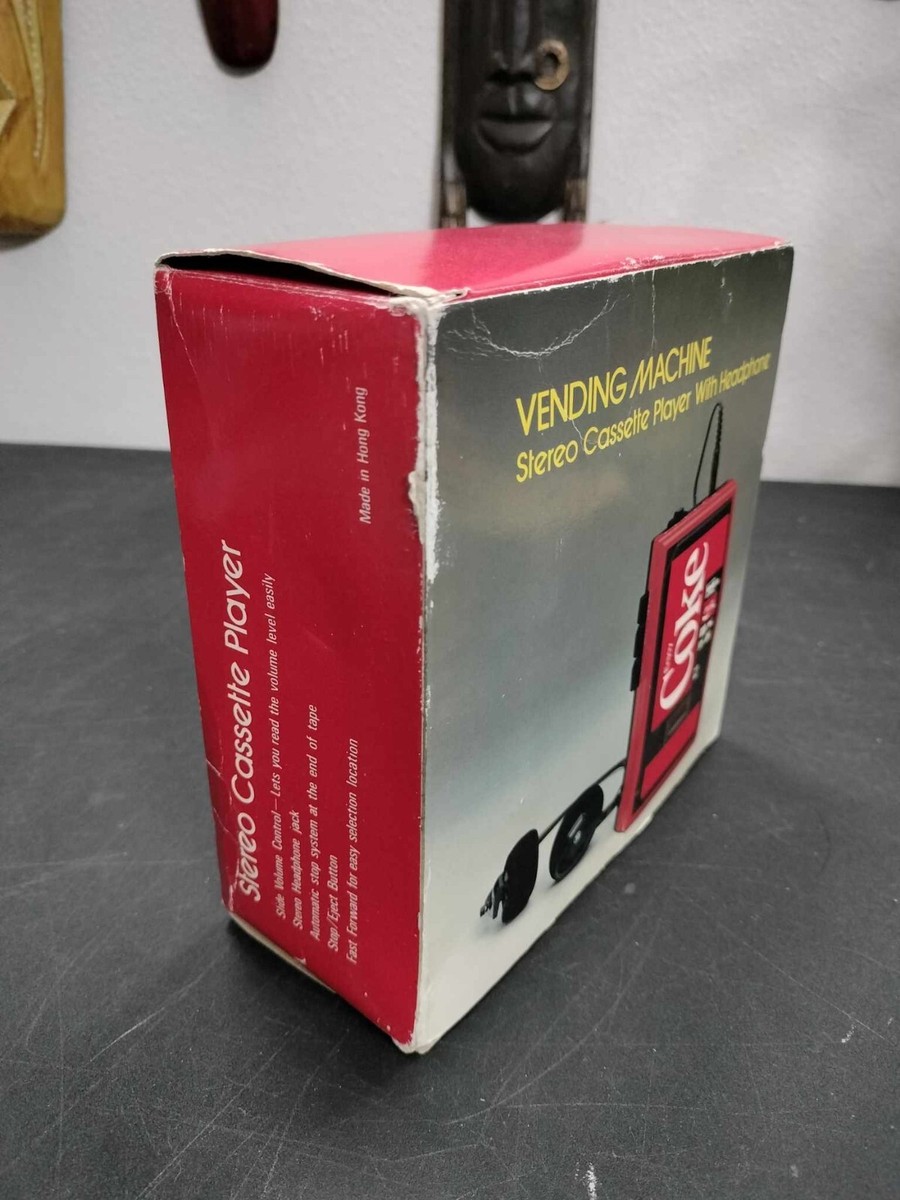 Stereo Cassette Player
Slide Volume Control—Lets you read the volume level easily
Stereo Headphone jack
Automatic stop system at the end of tape
Stop/Eject Button
Fast Forward for easy selection location
Made in Hong Kong
VENDING MACHINE
Stereo Cassette Player With Headphone
Enjoy
Coke